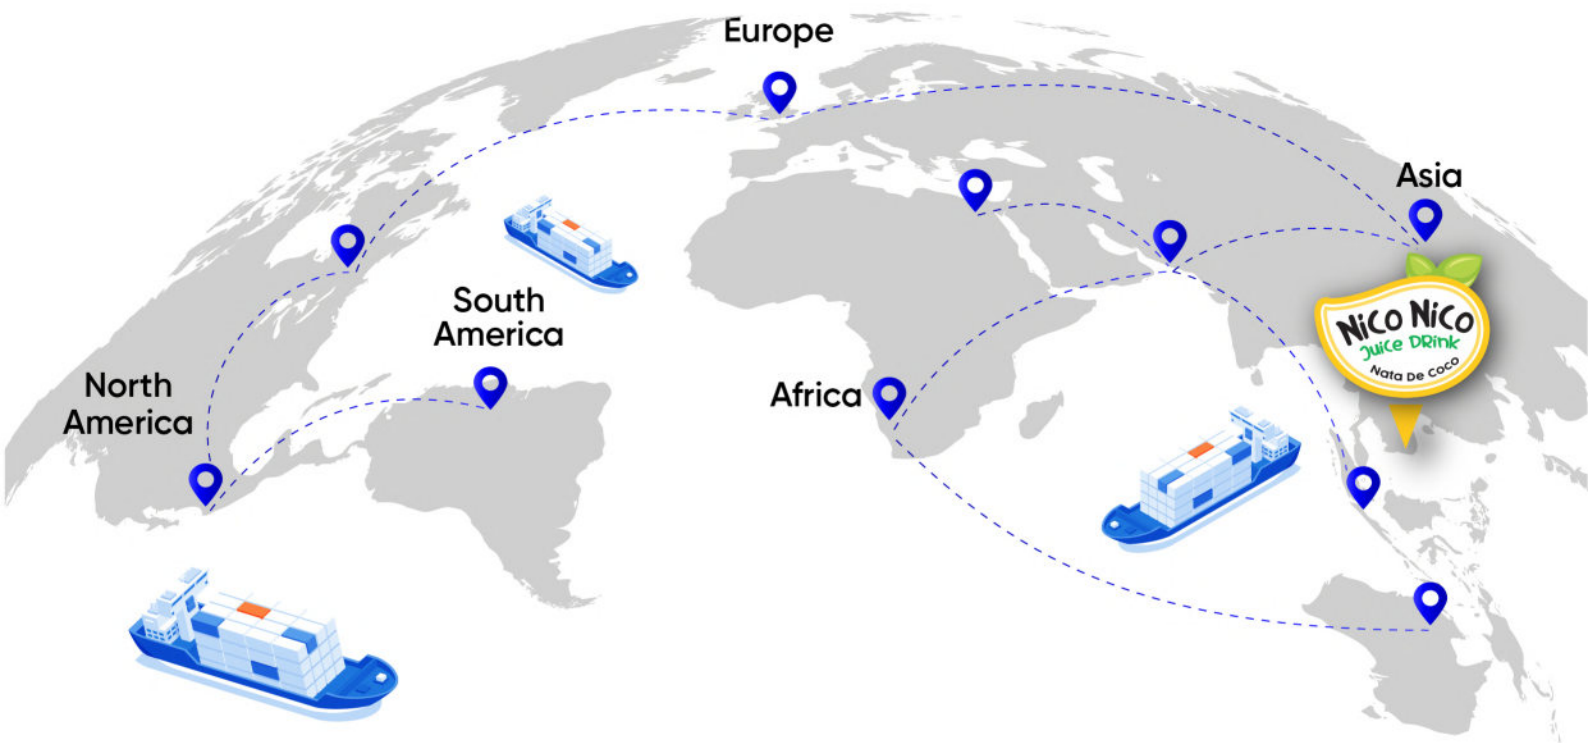 Europe
Asia
NiCo NiCo
Juice DRink
Nata De Coco
South
America
North
America
Africa